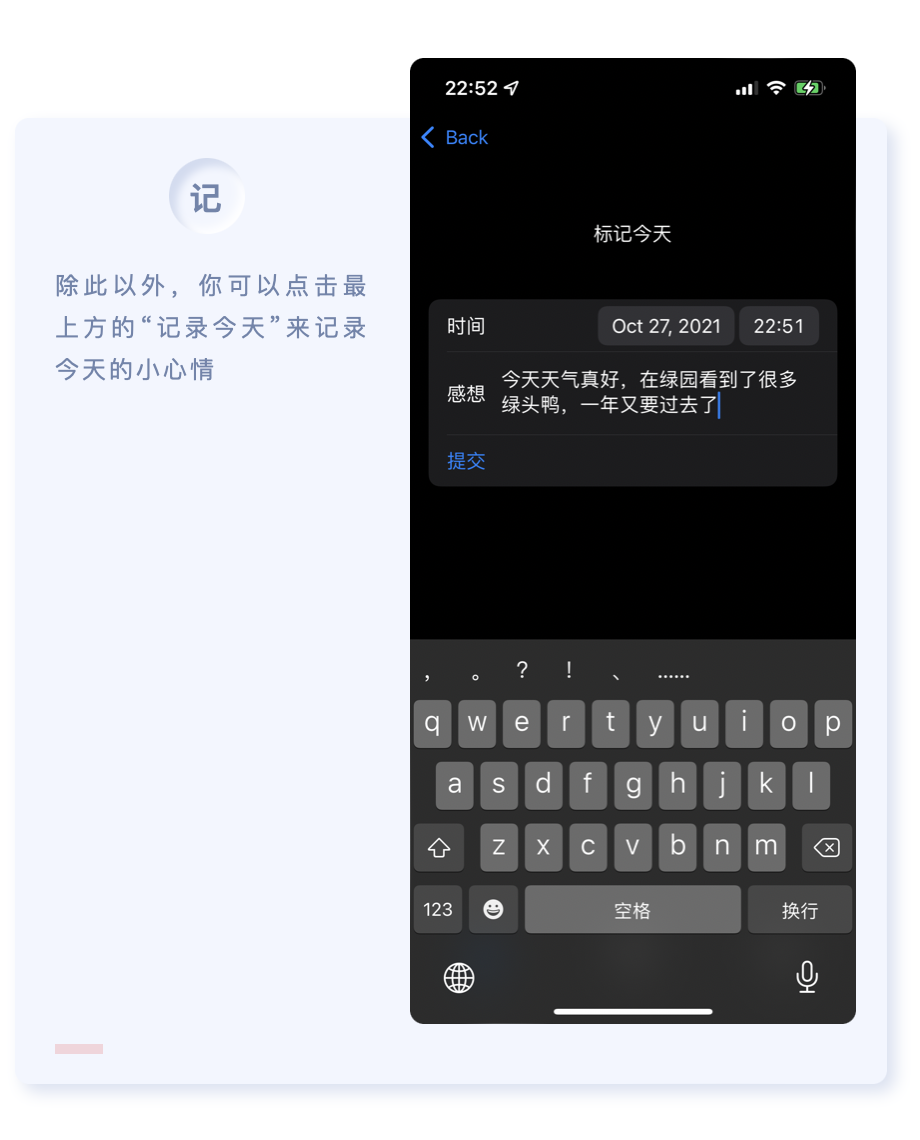 记
除此以外，你可以点击最
上方的“记录今天”来记录
今天的小心情
22:52
Back
标记今天
时间 Oct 27, 2021 22:51
感想 今天天气真好，在绿园看到了很多
绿头鸭，一年又要过去了
提交
， 。 ? ! 、 ......
q w e r t y u i o p
a s d f g h j k l
z x c v b n m
123 空格 换行